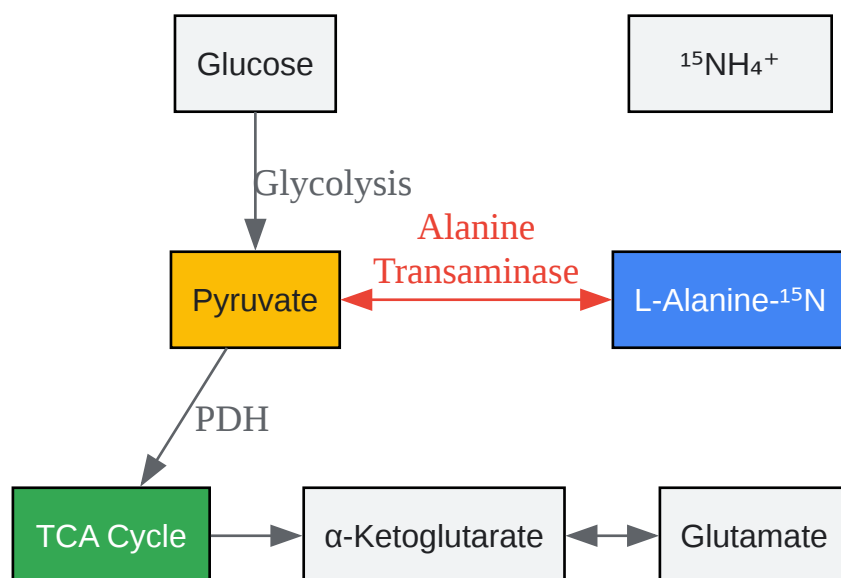 Glucose
¹⁵NH₄⁺
Glycolysis
Alanine
Transaminase
Pyruvate
L-Alanine-¹⁵N
PDH
TCA Cycle
α-Ketoglutarate
Glutamate